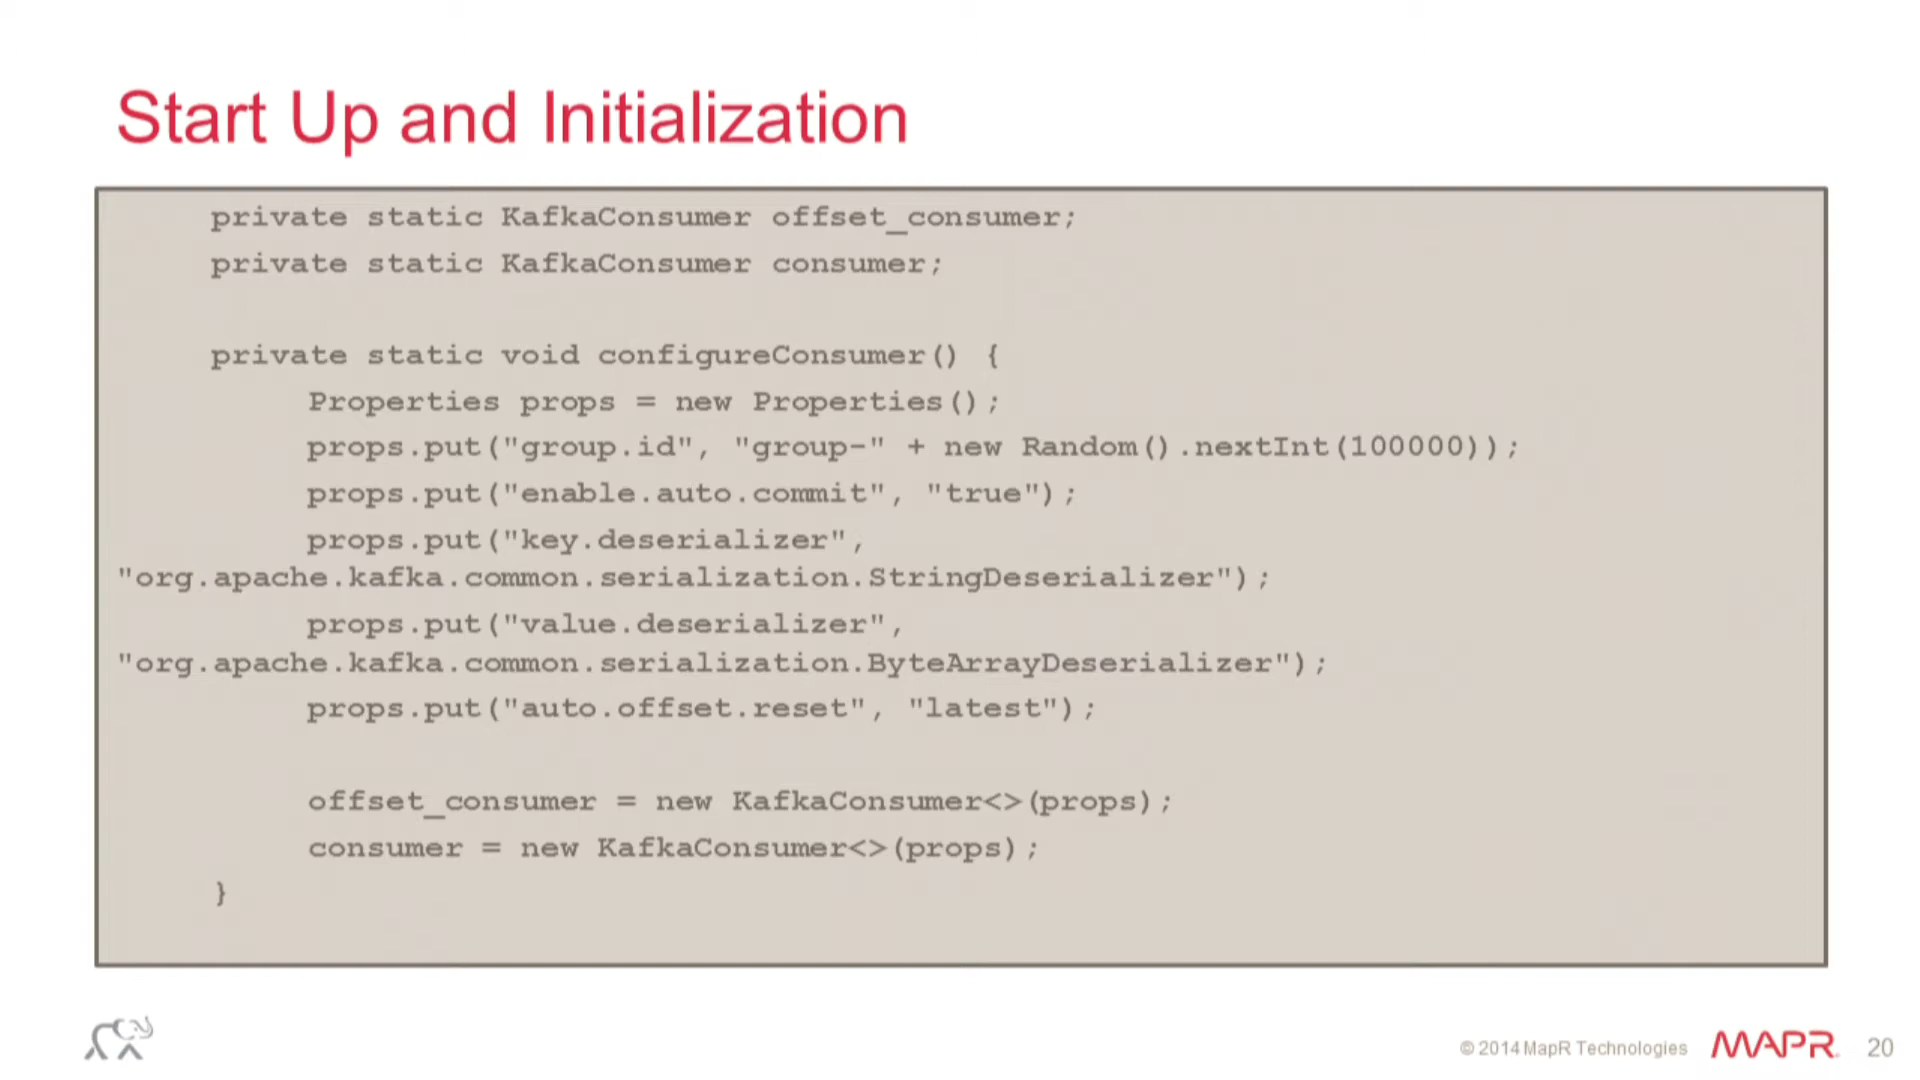 Start Up and Initialization
private static KafkaConsumer offset_consumer;
private static KafkaConsumer consumer;
private static void configureConsumer() {
Properties props = new Properties();
props.put("group.id", "group-" + new Random().nextInt(100000));
props.put("enable.auto.commit", "true");
props.put("key.deserializer",
"org.apache.kafka.common.serialization.StringDeserializer");
props.put("value.deserializer",
"org.apache.kafka.common.serialization.ByteArrayDeserializer");
props.put("auto.offset.reset", "latest");
offset_consumer = new KafkaConsumer<>(props);
consumer = new KafkaConsumer<>(props);
}
© 2014 MapR Technologies MAPR 20